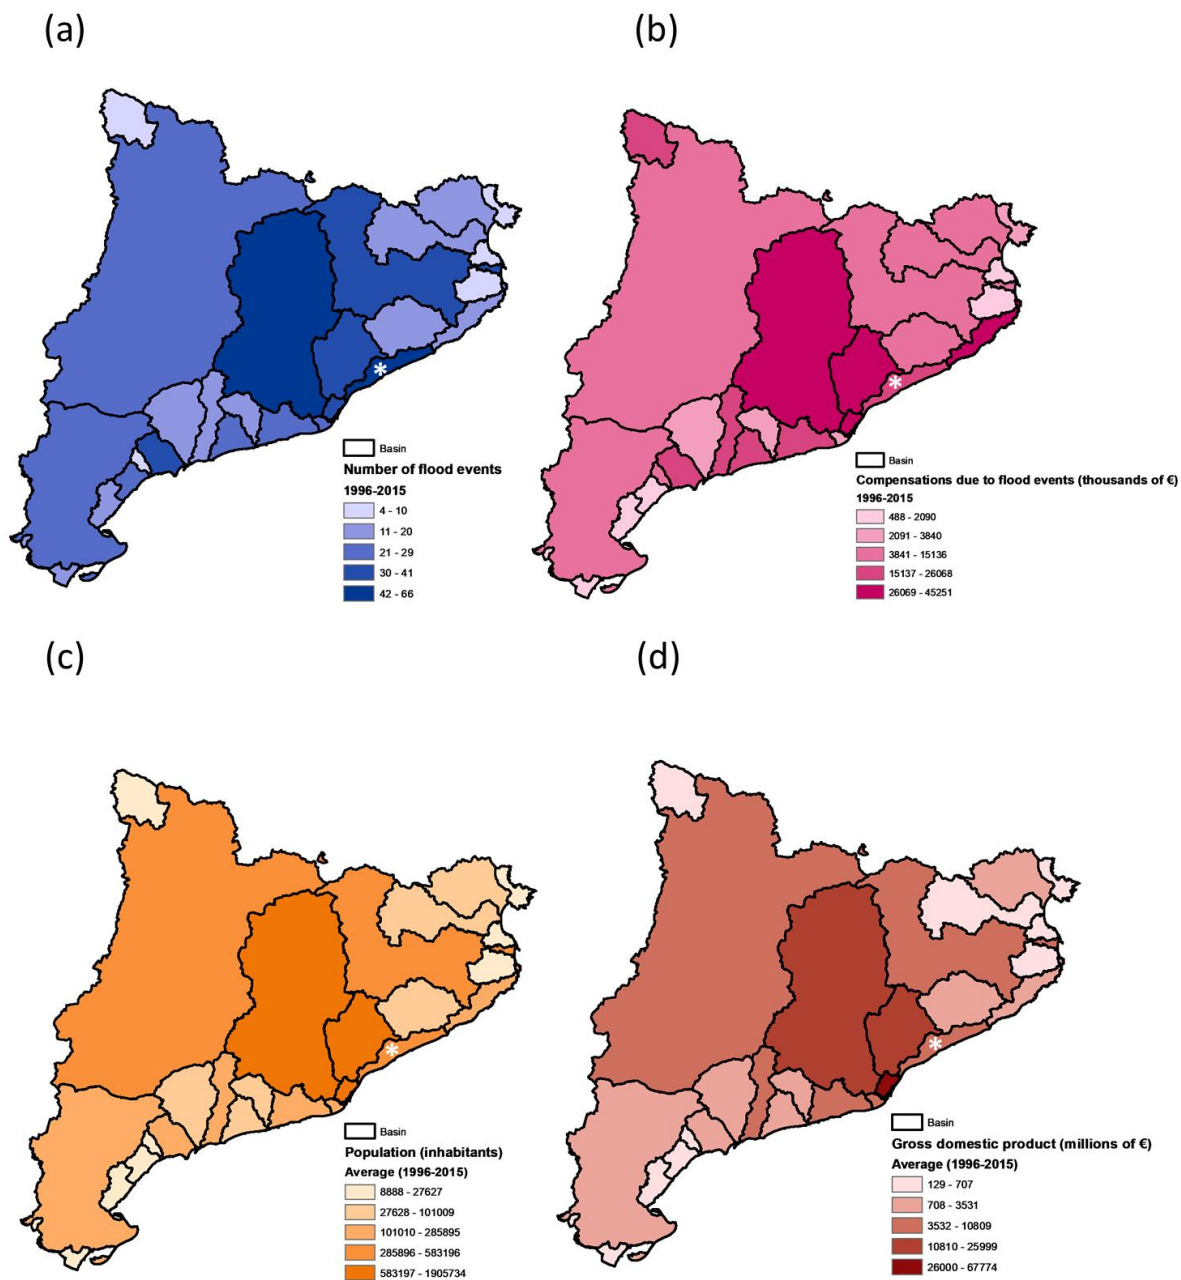 (a)
(b)
*
*
Basin
Number of flood events
1996-2015
4 - 10
11 - 20
21 - 29
30 - 41
42 - 66
Basin
Compensations due to flood events (thousands of €)
1996-2015
488 - 2090
2091 - 3840
3841 - 15136
15137 - 26068
26069 - 45251
(c)
(d)
*
*
Basin
Population (inhabitants)
Average (1996-2015)
8888 - 27627
27628 - 101009
101010 - 285895
285896 - 583196
583197 - 1905734
Basin
Gross domestic product (millions of €)
Average (1996-2015)
129 - 707
708 - 3531
3532 - 10809
10810 - 25999
26000 - 67774